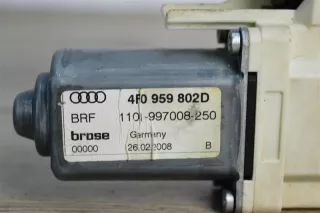 4F0 959 802D
BRF 1101-997008-250
brose Germany
00000 26.02.2008 B